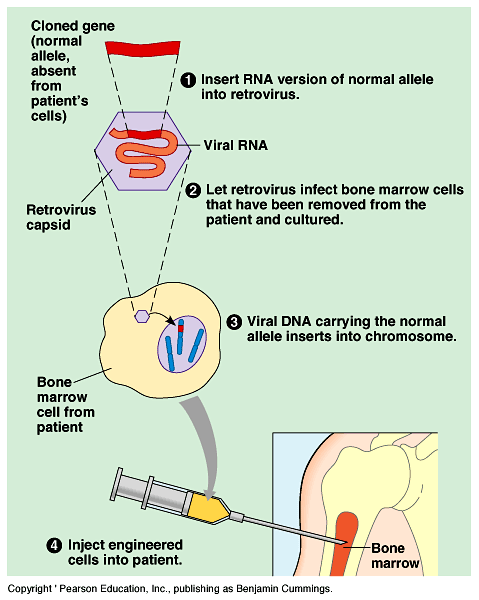 Cloned gene
(normal
allele,
absent
from
patient's
cells)
1 Insert RNA version of normal allele
into retrovirus.
Viral RNA
2 Let retrovirus infect bone marrow cells
that have been removed from the
patient and cultured.
Retrovirus
capsid
3 Viral DNA carrying the normal
allele inserts into chromosome.
Bone
marrow
cell from
patient
4 Inject engineered
cells into patient.
Bone
marrow
Copyright ' Pearson Education, Inc., publishing as Benjamin Cummings.